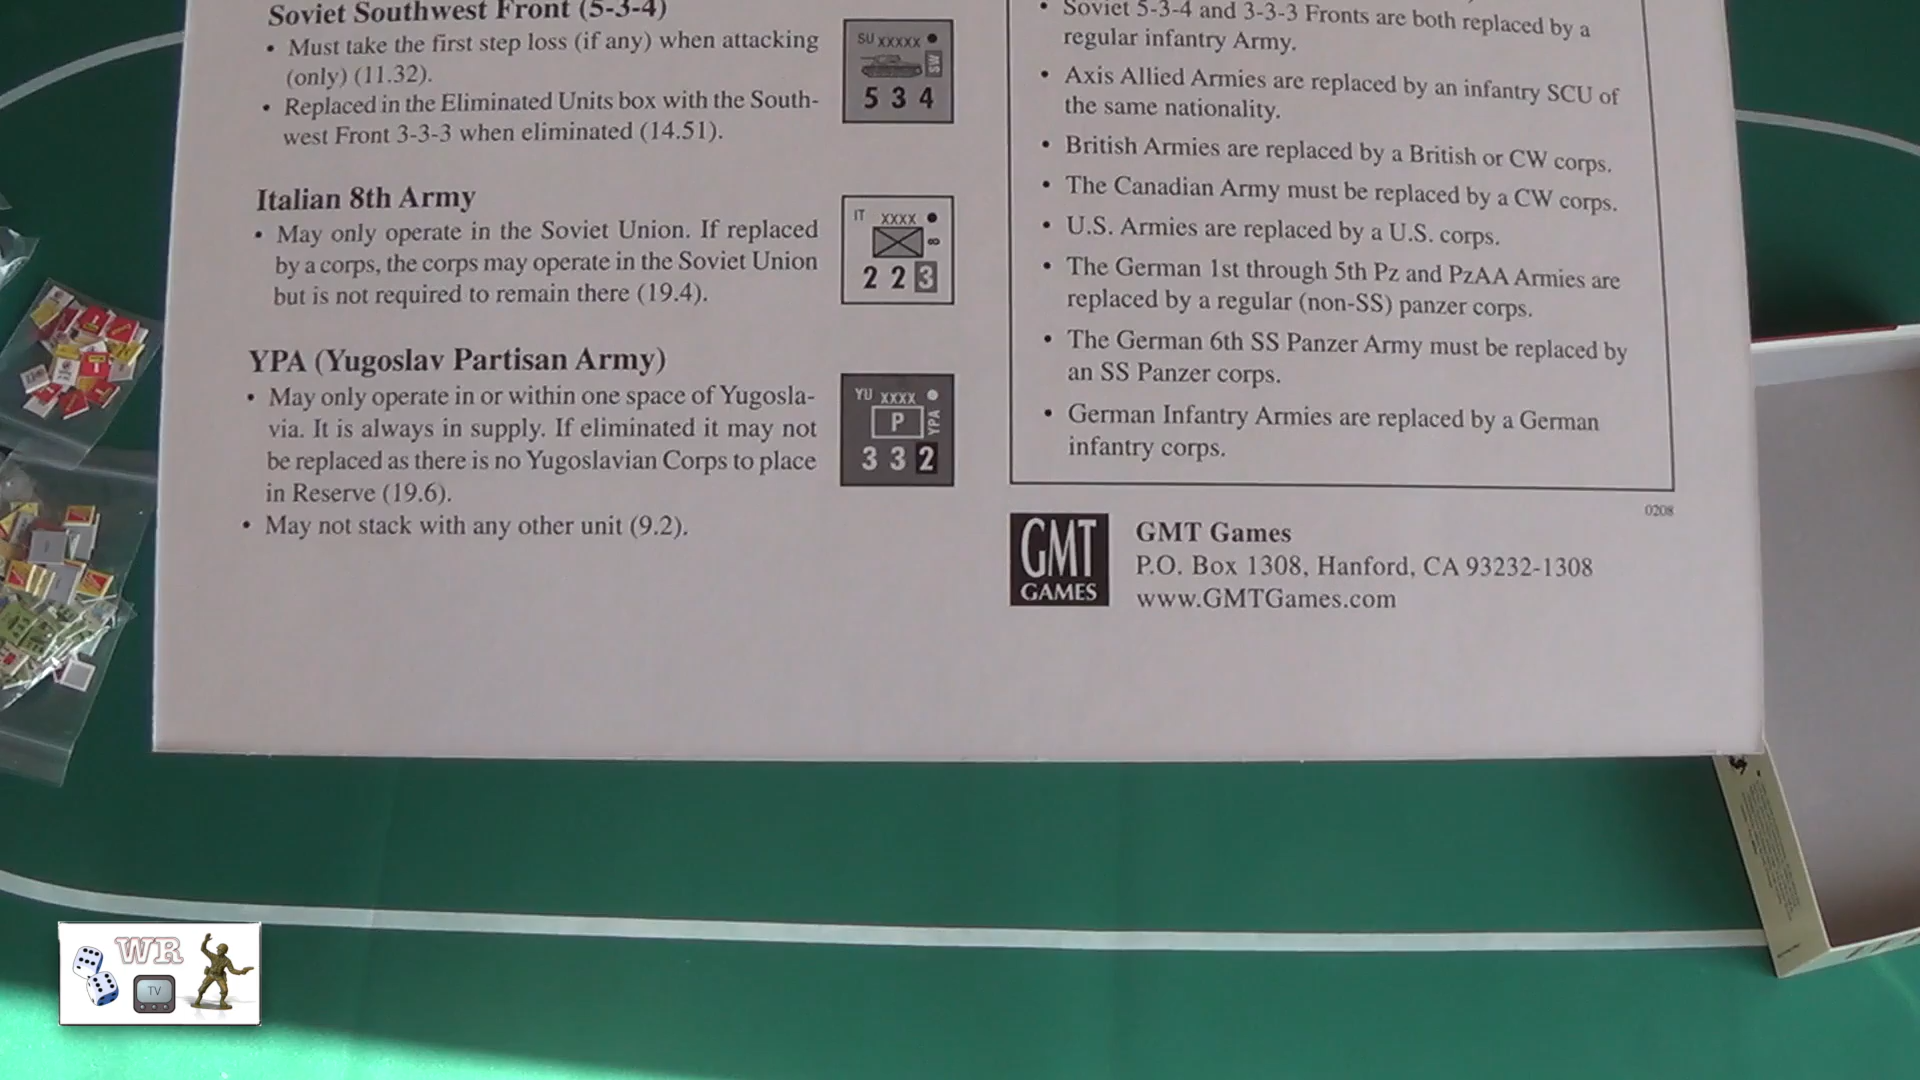 Soviet Southwest Front (5-3-4)
• Must take the first step loss (if any) when attacking
(only) (11.32).
• Replaced in the Eliminated Units box with the South-
west Front 3-3-3 when eliminated (14.51).
SU XXXXX
SW
5 3 4
Italian 8th Army
• May only operate in the Soviet Union. If replaced
by a corps, the corps may operate in the Soviet Union
but is not required to remain there (19.4).
IT XXXX
8
2 2 3
YPA (Yugoslav Partisan Army)
• May only operate in or within one space of Yugosla-
via. It is always in supply. If eliminated it may not
be replaced as there is no Yugoslavian Corps to place
in Reserve (19.6).
• May not stack with any other unit (9.2).
YU XXXX
P
YPA
3 3 2
• Soviet 5-3-4 and 3-3-3 Fronts are both replaced by a
regular infantry Army.
• Axis Allied Armies are replaced by an infantry SCU of
the same nationality.
• British Armies are replaced by a British or CW corps.
• The Canadian Army must be replaced by a CW corps.
• U.S. Armies are replaced by a U.S. corps.
• The German 1st through 5th Pz and PzAA Armies are
replaced by a regular (non-SS) panzer corps.
• The German 6th SS Panzer Army must be replaced by
an SS Panzer corps.
• German Infantry Armies are replaced by a German
infantry corps.
0208
GMT
GAMES
GMT Games
P.O. Box 1308, Hanford, CA 93232-1308
www.GMTGames.com
WR
TV